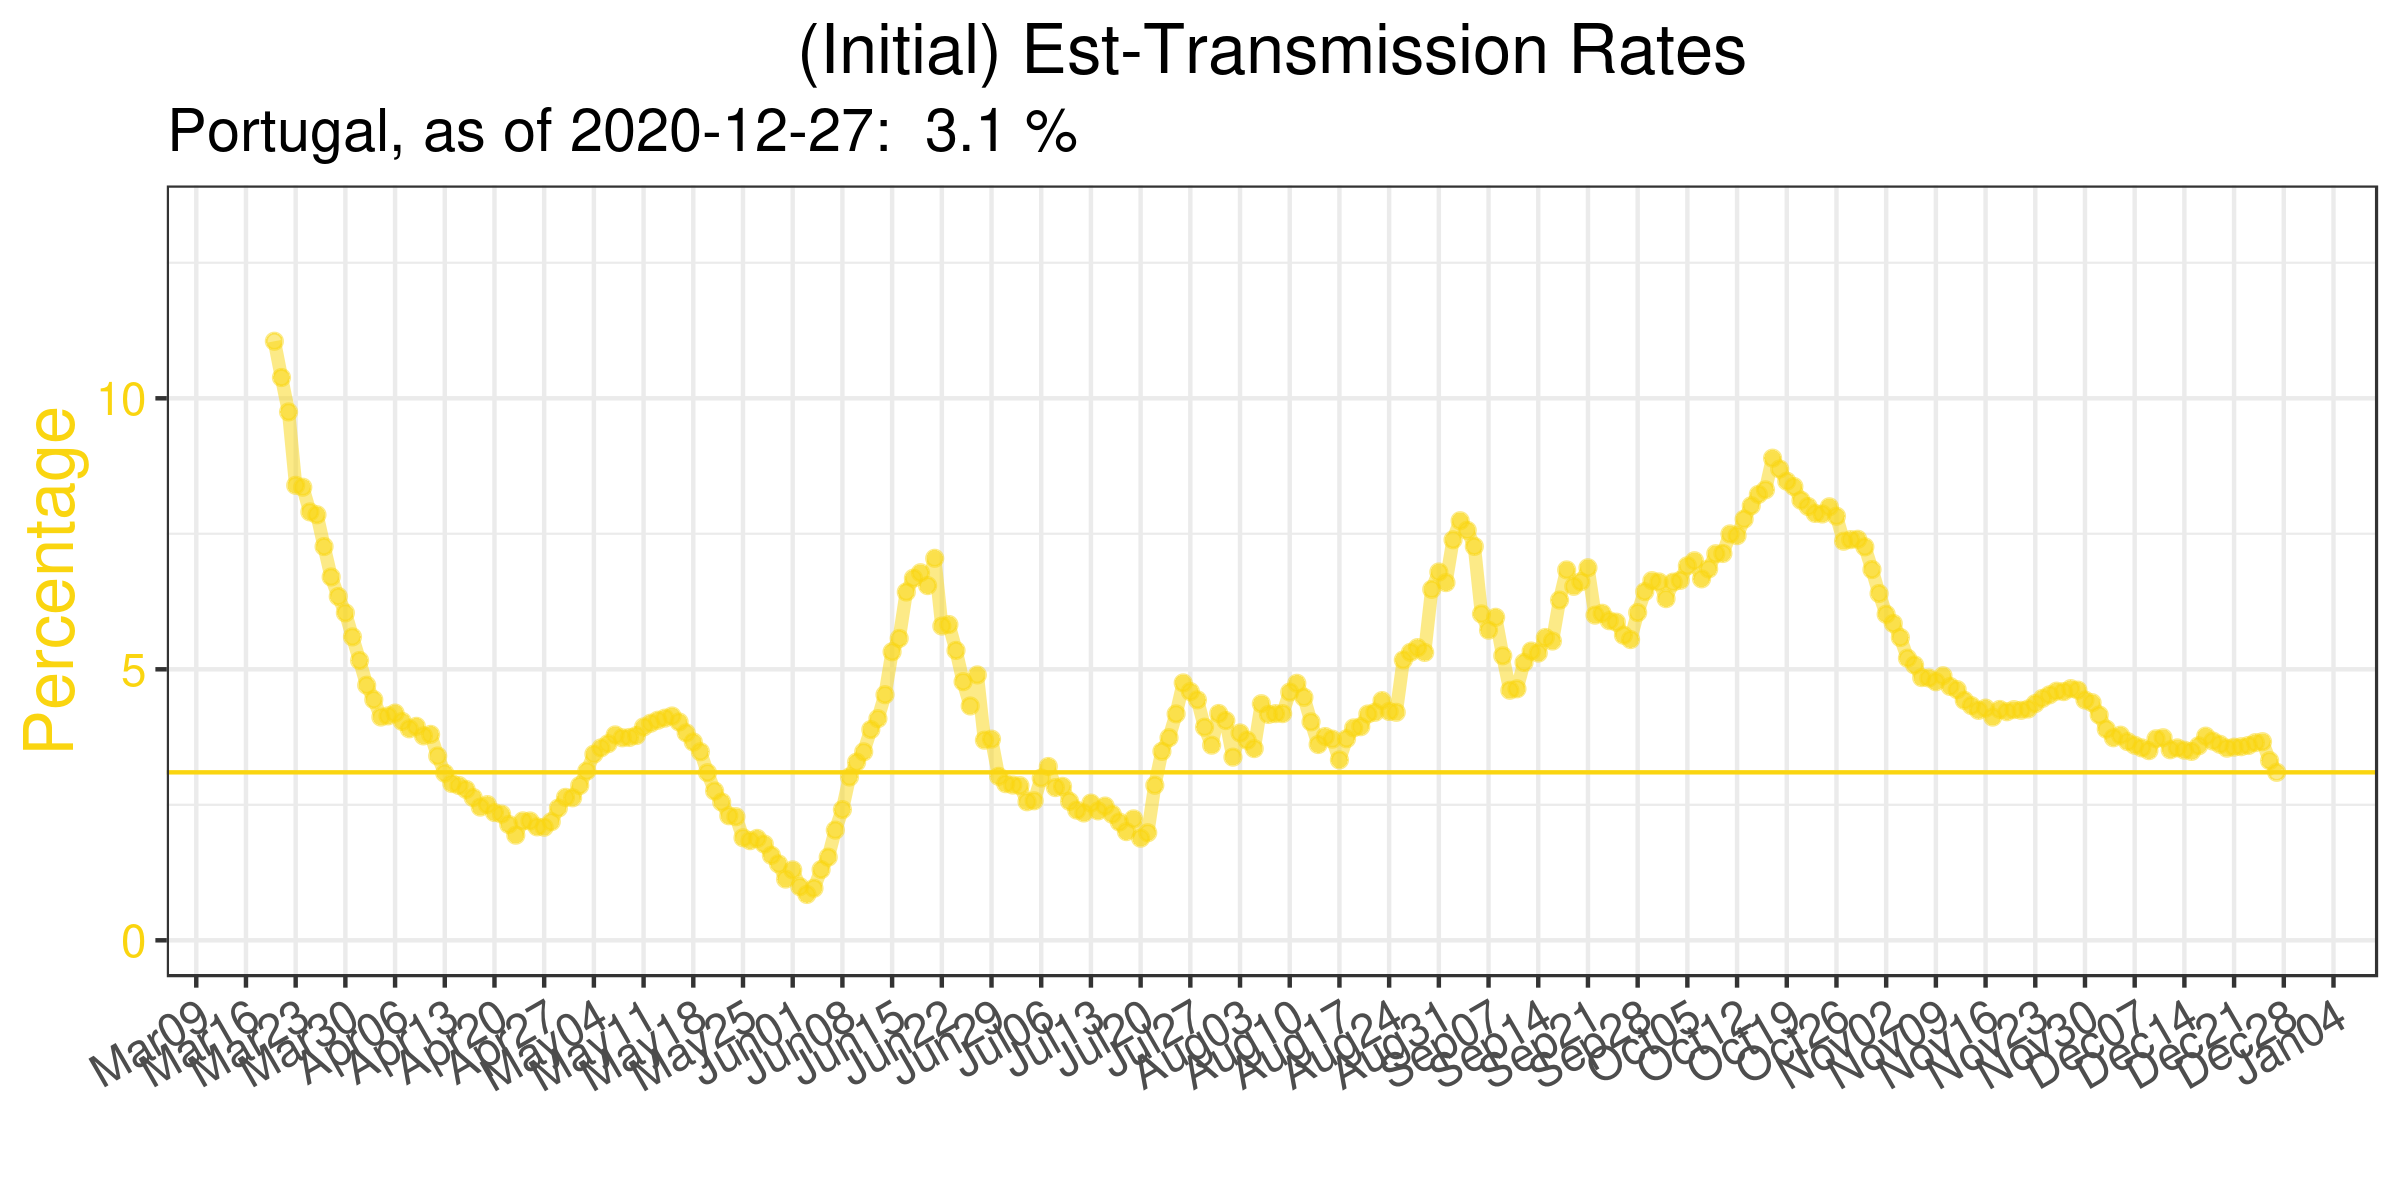 (Initial) Est-Transmission Rates
Portugal, as of 2020-12-27:  3.1 %
Percentage
10
5
0
Mar09
Mar16
Mar23
Mar30
Apr06
Apr13
Apr20
Apr27
May04
May11
May18
May25
Jun01
Jun08
Jun15
Jun22
Jun29
Jul06
Jul13
Jul20
Jul27
Aug03
Aug10
Aug17
Aug24
Aug31
Sep07
Sep14
Sep21
Sep28
Oct05
Oct12
Oct19
Oct26
Nov02
Nov09
Nov16
Nov23
Nov30
Dec07
Dec14
Dec21
Dec28
Jan04